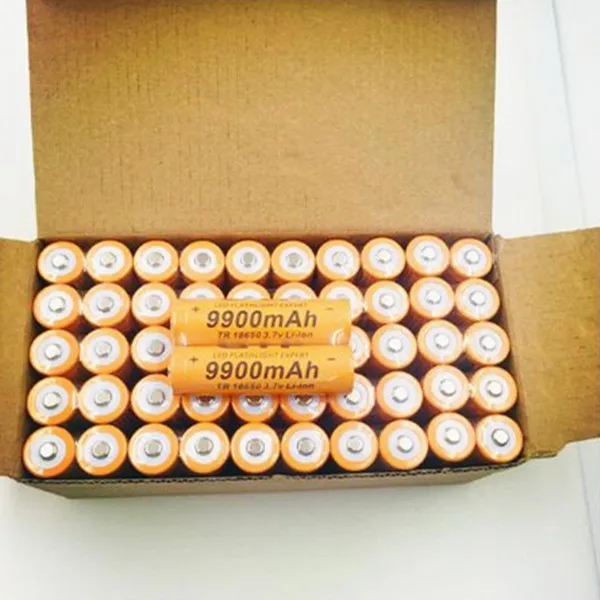 LED FLASHLIGHT EXPERT
+ 9900mAh −
TR 18650 3.7v Li-ion
LED FLASHLIGHT EXPERT
+ 9900mAh −
TR 18650 3.7v Li-ion